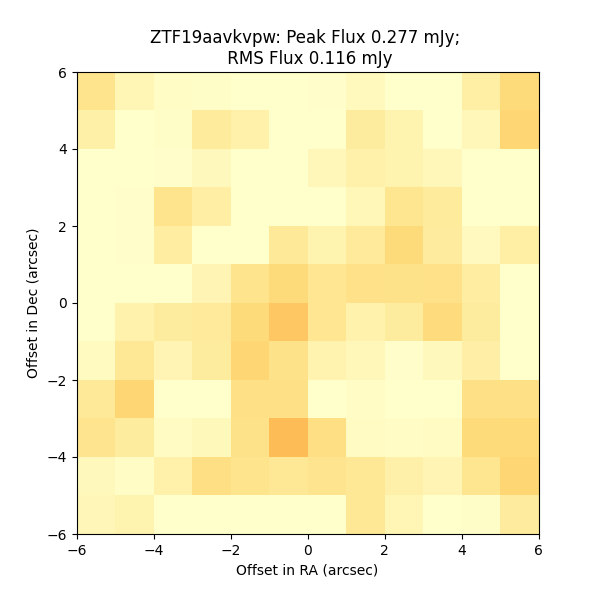 ZTF19aavkvpw: Peak Flux 0.277 mJy;
RMS Flux 0.116 mJy
6
4
2
0
−2
−4
−6
Offset in Dec (arcsec)
−6 −4 −2 0 2 4 6
Offset in RA (arcsec)